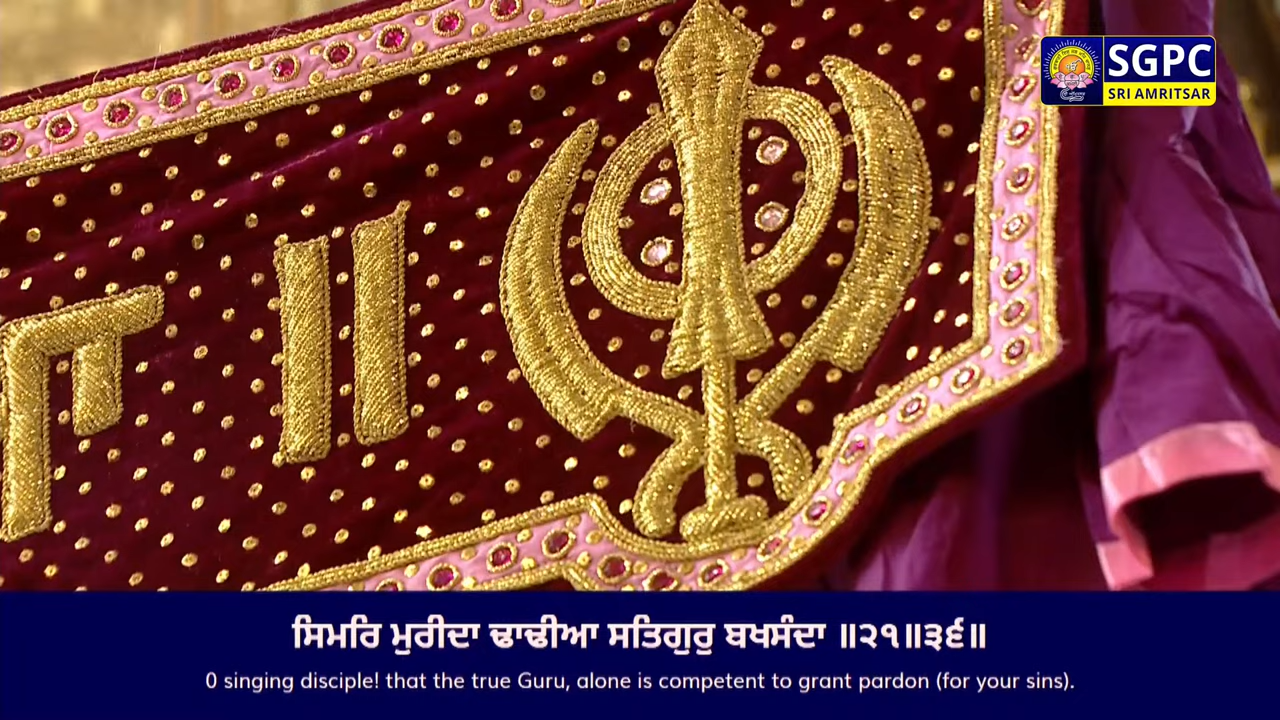 SGPC
SRI AMRITSAR
ਸਿਮਰਿ ਮੁਰੀਦਾ ਢਾਢੀਆ ਸਤਿਗੁਰੁ ਬਖਸੰਦਾ ॥੨੧॥੩੬॥
0 singing disciple! that the true Guru, alone is competent to grant pardon (for your sins).